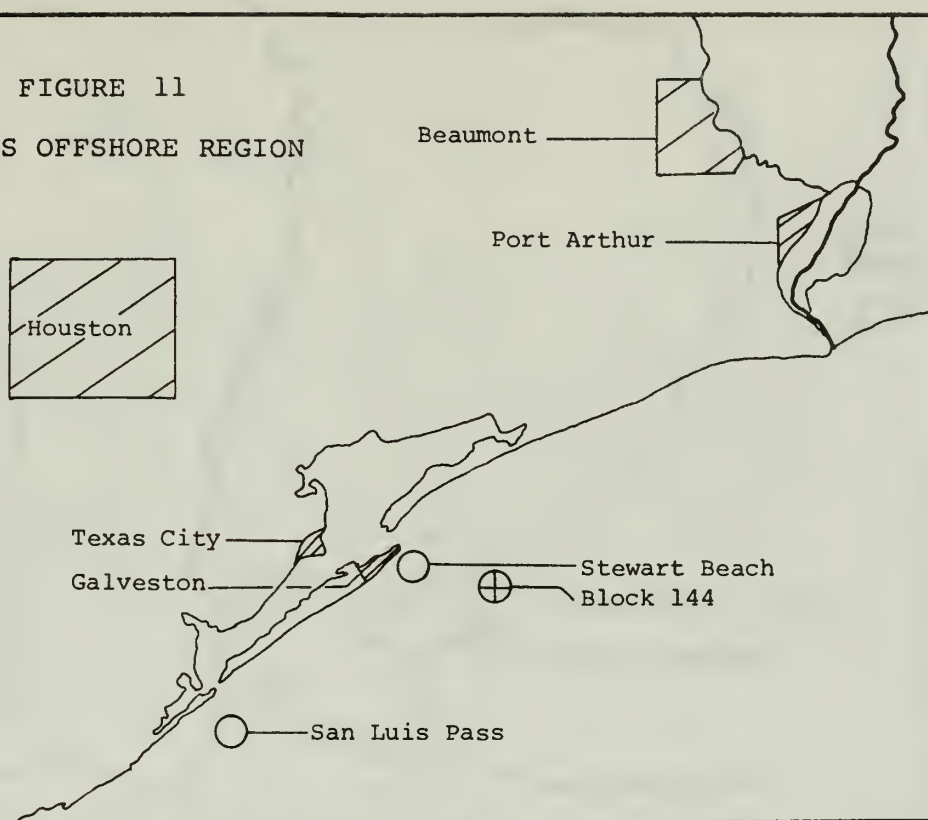 FIGURE 11
S OFFSHORE REGION
Beaumont
Port Arthur
Houston
Texas City
Galveston
Stewart Beach
Block 144
San Luis Pass